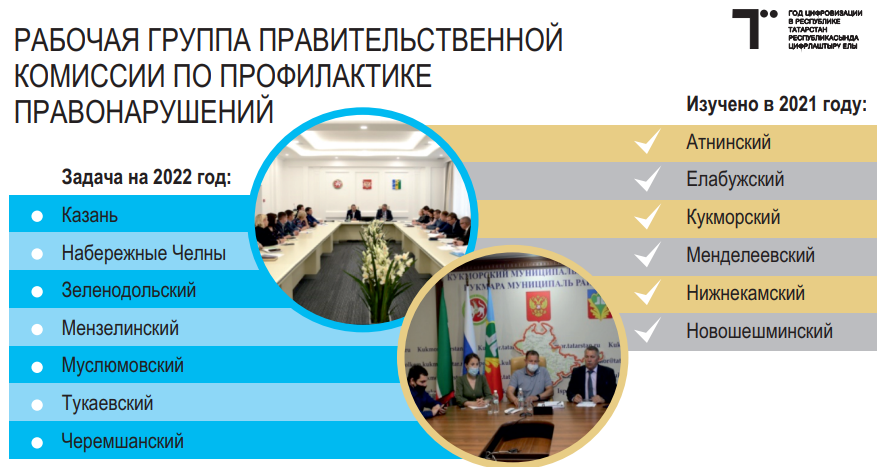 ГОД ЦИФРОВИЗАЦИИ
В РЕСПУБЛИКЕ
ТАТАРСТАН
РЕСПУБЛИКАСЫНДА
ЦИФРЛАШТЫРУ ЕЛЫ
РАБОЧАЯ ГРУППА ПРАВИТЕЛЬСТВЕННОЙ
КОМИССИИ ПО ПРОФИЛАКТИКЕ
ПРАВОНАРУШЕНИЙ
Задача на 2022 год:
Казань
Набережные Челны
Зеленодольский
Мензелинский
Муслюмовский
Тукаевский
Черемшанский
Изучено в 2021 году:
Атнинский
Елабужский
Кукморский
Менделеевский
Нижнекамский
Новошешминский
КУКМОРСКИЙ МУНИЦИПАЛЬ
КУКМАРА МУНИЦИПАЛЬ РА